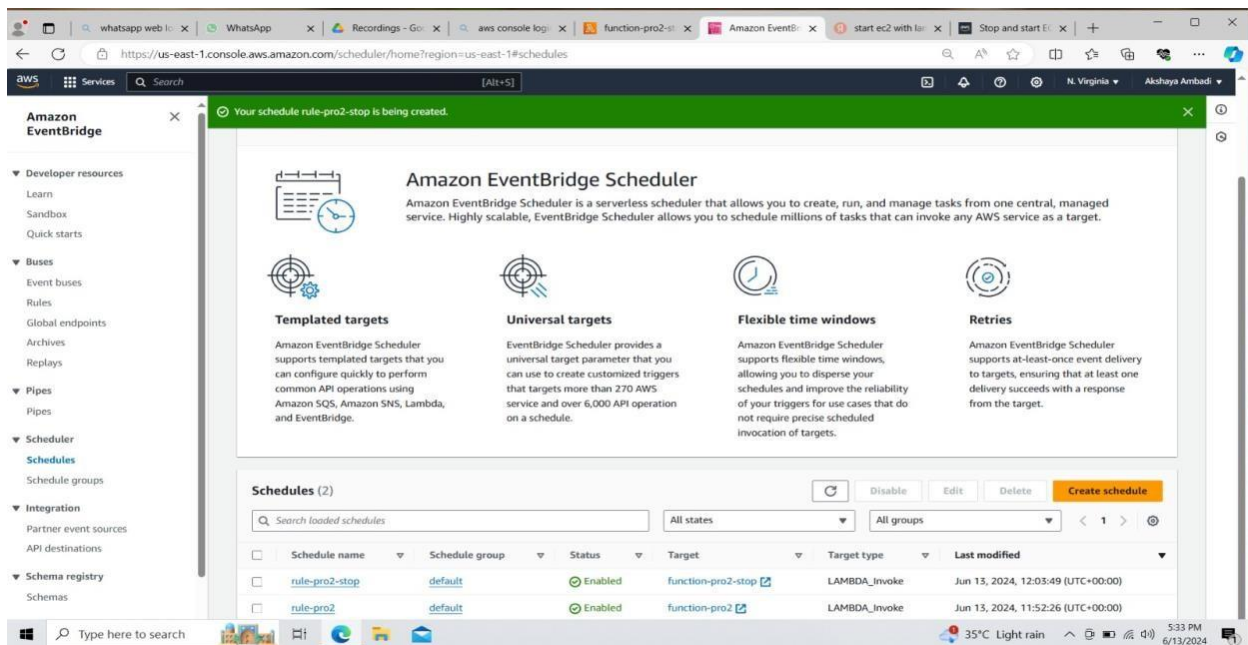 whatsapp web lo
WhatsApp
Recordings - Go
aws console logi
function-pro2-st
Amazon EventBr
start ec2 with la
Stop and start E
https://us-east-1.console.aws.amazon.com/scheduler/home?region=us-east-1#schedules
aws
Services
Search
[Alt+S]
N. Virginia
Akshaya Ambadi
Amazon
EventBridge
Developer resources
Learn
Sandbox
Quick starts
Buses
Event buses
Rules
Global endpoints
Archives
Replays
Pipes
Pipes
Scheduler
Schedules
Schedule groups
Integration
Partner event sources
API destinations
Schema registry
Schemas
Your schedule rule-pro2-stop is being created.
Amazon EventBridge Scheduler
Amazon EventBridge Scheduler is a serverless scheduler that allows you to create, run, and manage tasks from one central, managed
service. Highly scalable, EventBridge Scheduler allows you to schedule millions of tasks that can invoke any AWS service as a target.
Templated targets
Amazon EventBridge Scheduler
supports templated targets that you
can configure quickly to perform
common API operations using
Amazon SQS, Amazon SNS, Lambda,
and EventBridge.
Universal targets
EventBridge Scheduler provides a
universal target parameter that you
can use to create customized triggers
that targets more than 270 AWS
service and over 6,000 API operation
on a schedule.
Flexible time windows
Amazon EventBridge Scheduler
supports flexible time windows,
allowing you to disperse your
schedules and improve the reliability
of your triggers for use cases that do
not require precise scheduled
invocation of targets.
Retries
Amazon EventBridge Scheduler
supports at-least-once event delivery
to targets, ensuring that at least one
delivery succeeds with a response
from the target.
Schedules (2)
Disable
Edit
Delete
Create schedule
Search loaded schedules
All states
All groups
1
Schedule name Schedule group Status Target Target type Last modified
rule-pro2-stop default Enabled function-pro2-stop LAMBDA_Invoke Jun 13, 2024, 12:03:49 (UTC+00:00)
rule-pro2 default Enabled function-pro2 LAMBDA_Invoke Jun 13, 2024, 11:52:26 (UTC+00:00)
Type here to search
35°C Light rain
5:33 PM
6/13/2024